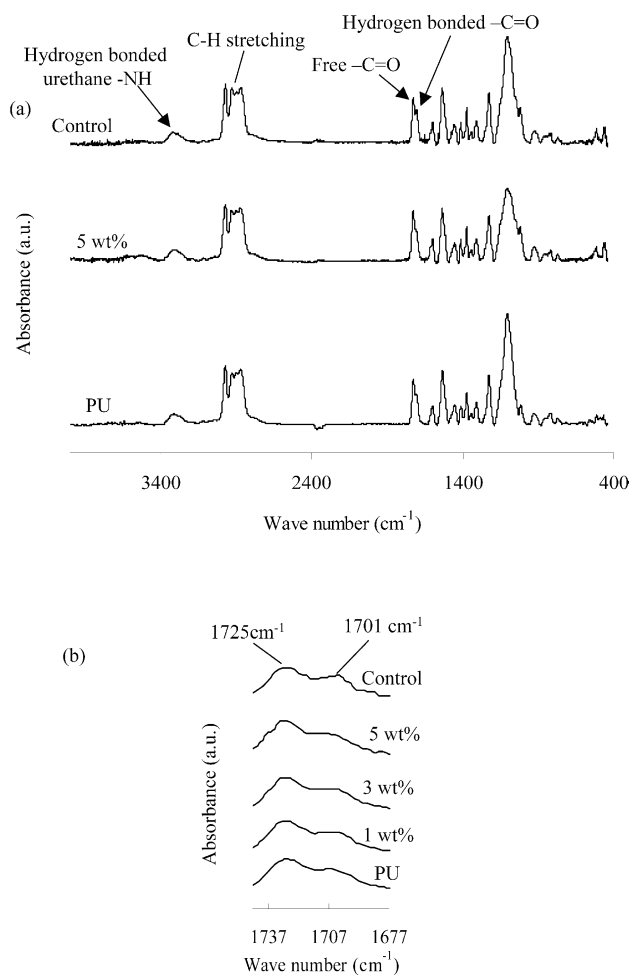 Hydrogen bonded –C=O
C-H stretching
Hydrogen bonded
urethane -NH
Free –C=O
(a)
Control
5 wt%
PU
Absorbance (a.u.)
3400 2400 1400 400
Wave number (cm-1)
(b)
1725cm-1
1701 cm-1
Control
5 wt%
3 wt%
1 wt%
PU
Absorbance (a.u.)
1737 1707 1677
Wave number (cm-1)